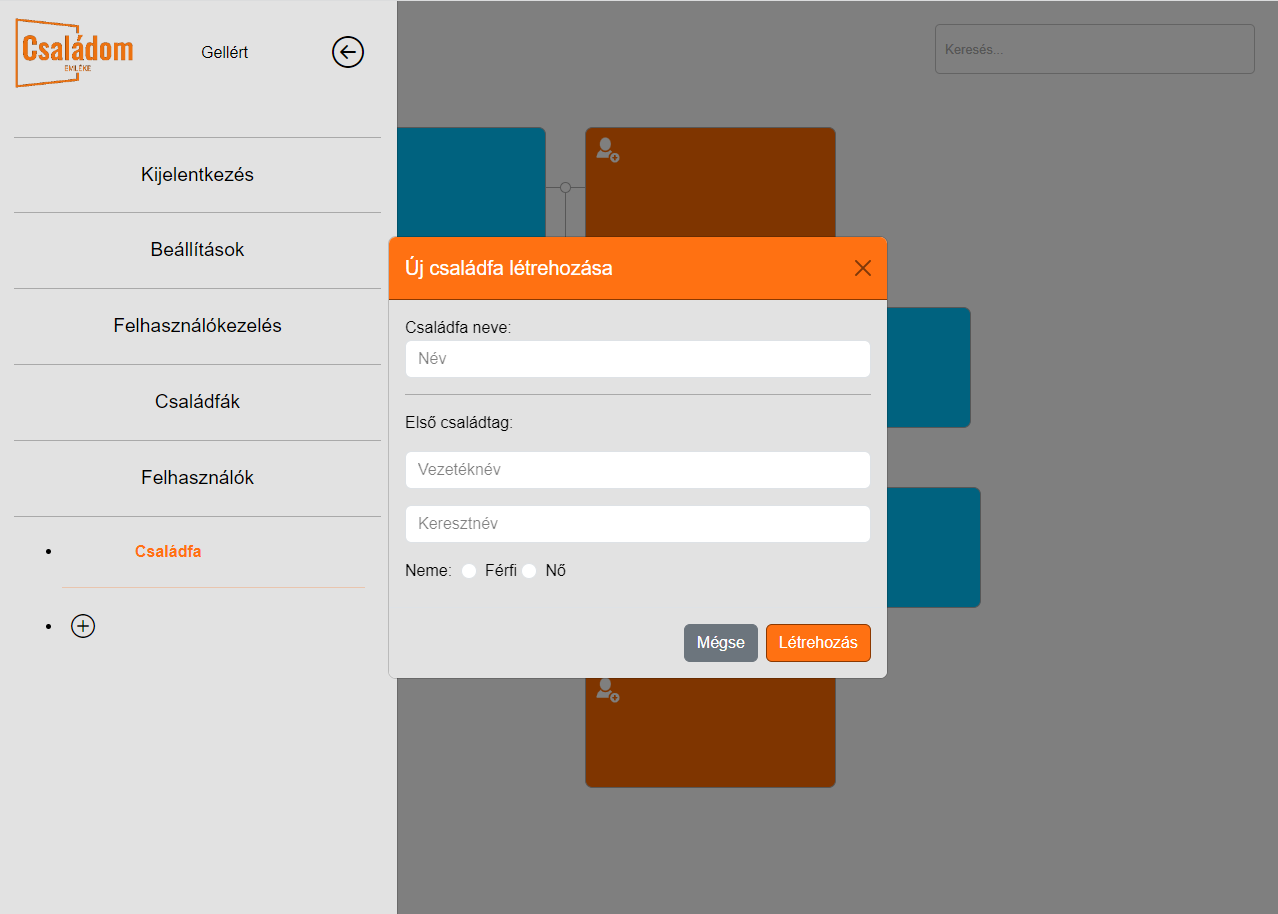 Családom
EMLÉKE
Gellért
Keresés...
Kijelentkezés
Beállítások
Felhasználókezelés
Családfák
Felhasználók
Családfa
Új családfa létrehozása
Családfa neve:
Név
Első családtag:
Vezetéknév
Keresztnév
Neme: Férfi Nő
Mégse Létrehozás